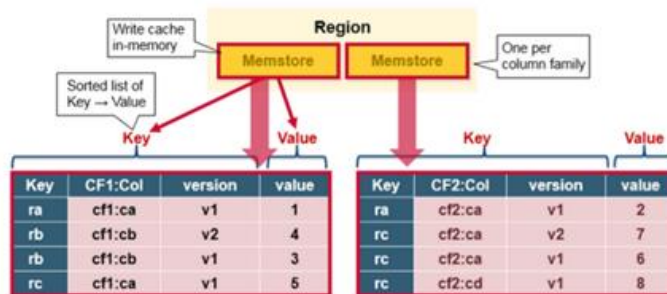 Region
Write cache
in-memory
Memstore
Memstore
One per
column family
Sorted list of
Key → Value
Key Value
Key Value
Key CF1:Col version value
ra cf1:ca v1 1
rb cf1:cb v2 4
rb cf1:cb v1 3
rc cf1:ca v1 5
Key CF2:Col version value
ra cf2:ca v1 2
rc cf2:ca v2 7
rc cf2:ca v1 6
rc cf2:cd v1 8